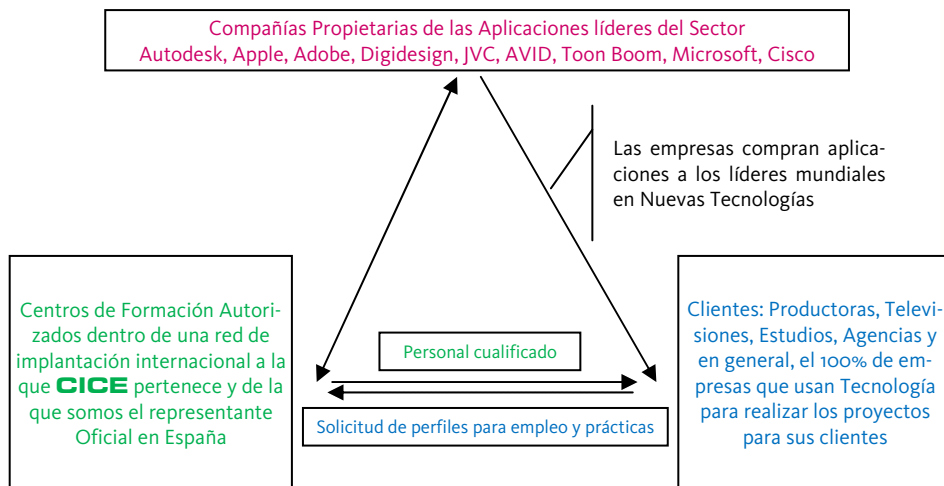 Compañías Propietarias de las Aplicaciones líderes del Sector
Autodesk, Apple, Adobe, Digidesign, JVC, AVID, Toon Boom, Microsoft, Cisco
Las empresas compran aplica-
ciones a los líderes mundiales
en Nuevas Tecnologías
Centros de Formación Autori-
zados dentro de una red de
implantación internacional a la
que CICE pertenece y de la
que somos el representante
Oficial en España
Personal cualificado
Solicitud de perfiles para empleo y prácticas
Clientes: Productoras, Televi-
siones, Estudios, Agencias y
en general, el 100% de em-
presas que usan Tecnología
para realizar los proyectos
para sus clientes